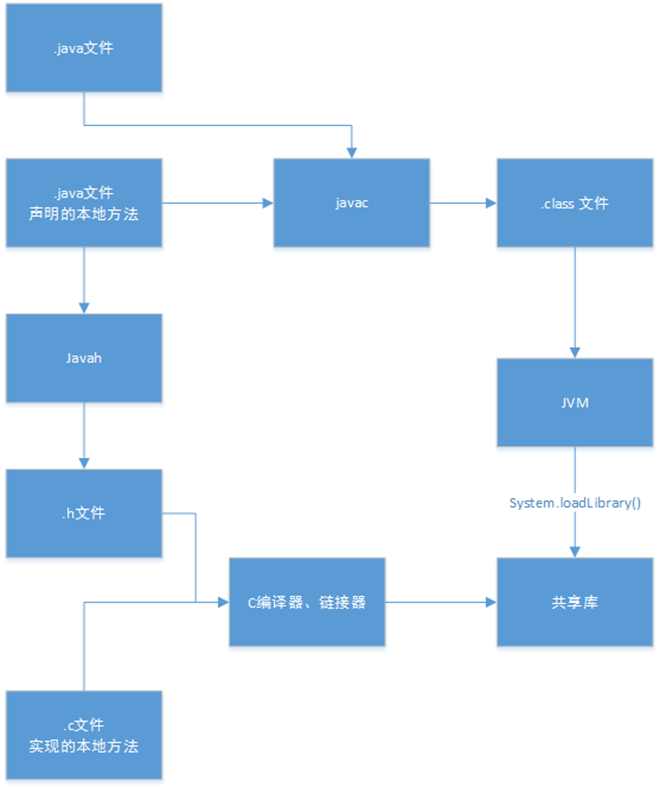 .java文件
.java文件
声明的本地方法
javac
.class 文件
Javah
JVM
System.loadLibrary()
.h文件
C编译器、链接器
共享库
.c文件
实现的本地方法